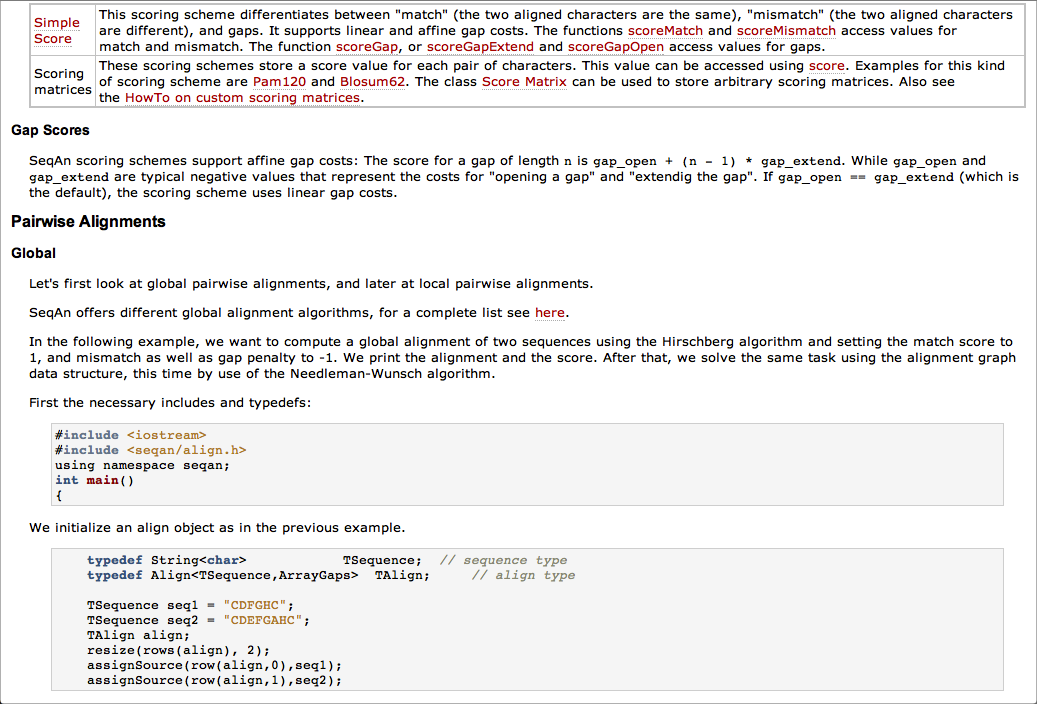 Simple Score
This scoring scheme differentiates between "match" (the two aligned characters are the same), "mismatch" (the two aligned characters
are different), and gaps. It supports linear and affine gap costs. The functions scoreMatch and scoreMismatch access values for
match and mismatch. The function scoreGap, or scoreGapExtend and scoreGapOpen access values for gaps.
Scoring matrices
These scoring schemes store a score value for each pair of characters. This value can be accessed using score. Examples for this kind
of scoring scheme are Pam120 and Blosum62. The class Score Matrix can be used to store arbitrary scoring matrices. Also see
the HowTo on custom scoring matrices.
Gap Scores
SeqAn scoring schemes support affine gap costs: The score for a gap of length n is gap_open + (n - 1) * gap_extend. While gap_open and
gap_extend are typical negative values that represent the costs for "opening a gap" and "extendig the gap". If gap_open == gap_extend (which is
the default), the scoring scheme uses linear gap costs.
Pairwise Alignments
Global
Let's first look at global pairwise alignments, and later at local pairwise alignments.
SeqAn offers different global alignment algorithms, for a complete list see here.
In the following example, we want to compute a global alignment of two sequences using the Hirschberg algorithm and setting the match score to
1, and mismatch as well as gap penalty to -1. We print the alignment and the score. After that, we solve the same task using the alignment graph
data structure, this time by use of the Needleman-Wunsch algorithm.
First the necessary includes and typedefs:
#include <iostream>
#include <seqan/align.h>
using namespace seqan;
int main()
{
We initialize an align object as in the previous example.
typedef String<char> TSequence; // sequence type
typedef Align<TSequence,ArrayGaps> TAlign; // align type
TSequence seq1 = "CDFGHC";
TSequence seq2 = "CDEFGAHC";
TAlign align;
resize(rows(align), 2);
assignSource(row(align,0),seq1);
assignSource(row(align,1),seq2);